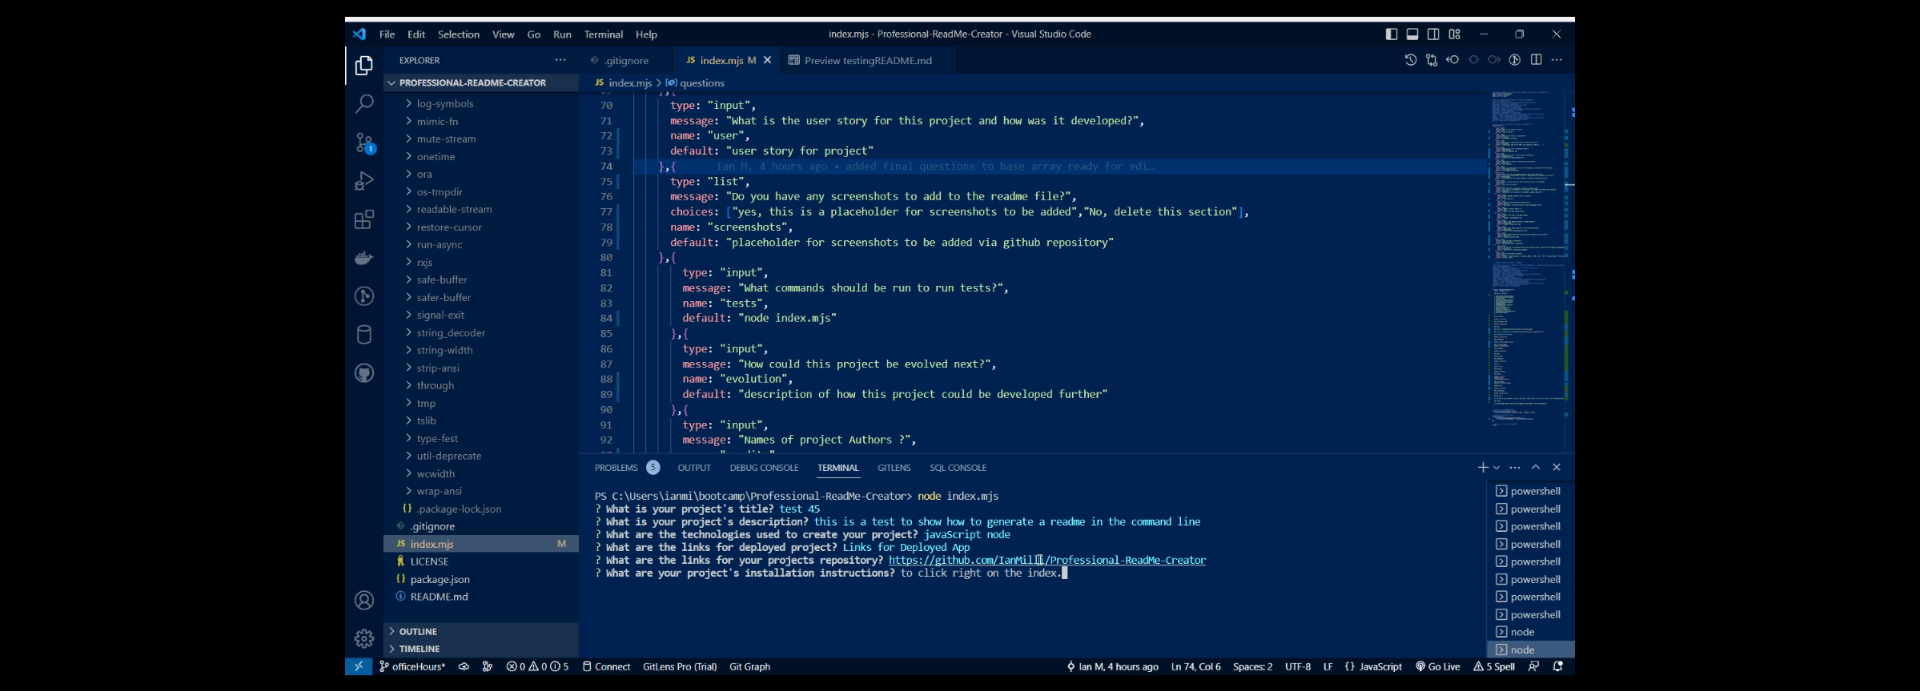 File Edit Selection View Go Run Terminal Help
index.mjs - Professional-ReadMe-Creator - Visual Studio Code
EXPLORER
.gitignore
JS index.mjs M
Preview testingREADME.md
PROFESSIONAL-README-CREATOR
JS index.mjs > questions
log-symbols
mimic-fn
mute-stream
onetime
ora
os-tmpdir
readable-stream
restore-cursor
run-async
rxjs
safe-buffer
safer-buffer
signal-exit
string_decoder
string-width
strip-ansi
through
tmp
tslib
type-fest
util-deprecate
wcwidth
wrap-ansi
{} .package-lock.json
.gitignore
JS index.mjs M
LICENSE
{} package.json
README.md
OUTLINE
TIMELINE
70 type: "input",
71 message: "What is the user story for this project and how was it developed?",
72 name: "user",
73 default: "user story for project"
74 },{ Ian M, 4 hours ago • added final questions to base array ready for edi…
75 type: "list",
76 message: "Do you have any screenshots to add to the readme file?",
77 choices: ["yes, this is a placeholder for screenshots to be added","No, delete this section"],
78 name: "screenshots",
79 default: "placeholder for screenshots to be added via github repository"
80 },{
81 type: "input",
82 message: "What commands should be run to run tests?",
83 name: "tests",
84 default: "node index.mjs"
85 },{
86 type: "input",
87 message: "How could this project be evolved next?",
88 name: "evolution",
89 default: "description of how this project could be developed further"
90 },{
91 type: "input",
92 message: "Names of project Authors ?",
PROBLEMS 5 OUTPUT DEBUG CONSOLE TERMINAL GITLENS SQL CONSOLE
PS C:\Users\ianmi\bootcamp\Professional-ReadMe-Creator> node index.mjs
? What is your project's title? test 45
? What is your project's description? this is a test to show how to generate a readme in the command line
? What are the technologies used to create your project? javaScript node
? What are the links for deployed project? Links for Deployed App
? What are the links for your projects repository? https://github.com/IanMills/Professional-ReadMe-Creator
? What are your project's installation instructions? to click right on the index.
powershell
powershell
powershell
powershell
powershell
powershell
powershell
powershell
node
node
officeHours* 0 0 5 Connect GitLens Pro (Trial) Git Graph
Ian M, 4 hours ago Ln 74, Col 6 Spaces: 2 UTF-8 LF {} JavaScript Go Live 5 Spell